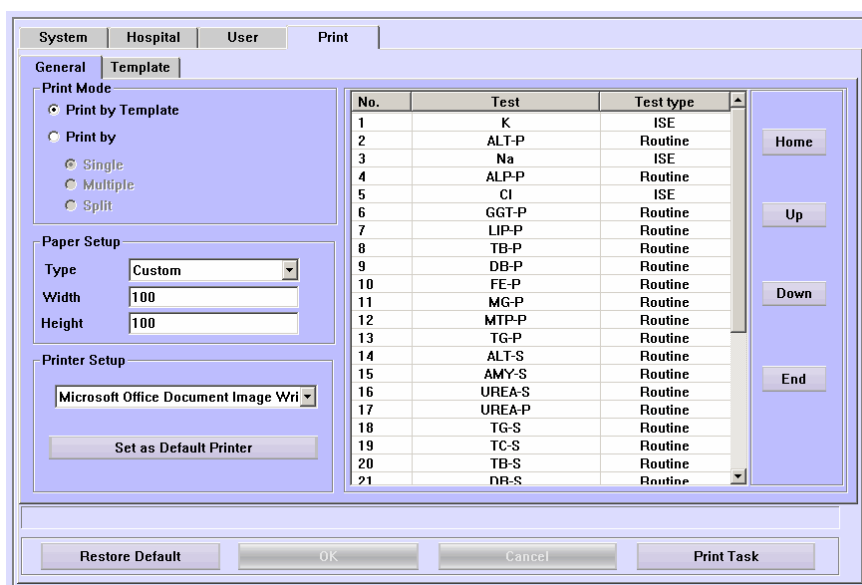 System Hospital User Print
General Template
Print Mode
Print by Template
Print by
Single
Multiple
Split
Paper Setup
Type Custom
Width 100
Height 100
Printer Setup
Microsoft Office Document Image Wri
Set as Default Printer
No. Test Test type
1 K ISE
2 ALT-P Routine
3 Na ISE
4 ALP-P Routine
5 Cl ISE
6 GGT-P Routine
7 LIP-P Routine
8 TB-P Routine
9 DB-P Routine
10 FE-P Routine
11 MG-P Routine
12 MTP-P Routine
13 TG-P Routine
14 ALT-S Routine
15 AMY-S Routine
16 UREA-S Routine
17 UREA-P Routine
18 TG-S Routine
19 TC-S Routine
20 TB-S Routine
21 DB-S Routine
Home
Up
Down
End
Restore Default OK Cancel Print Task